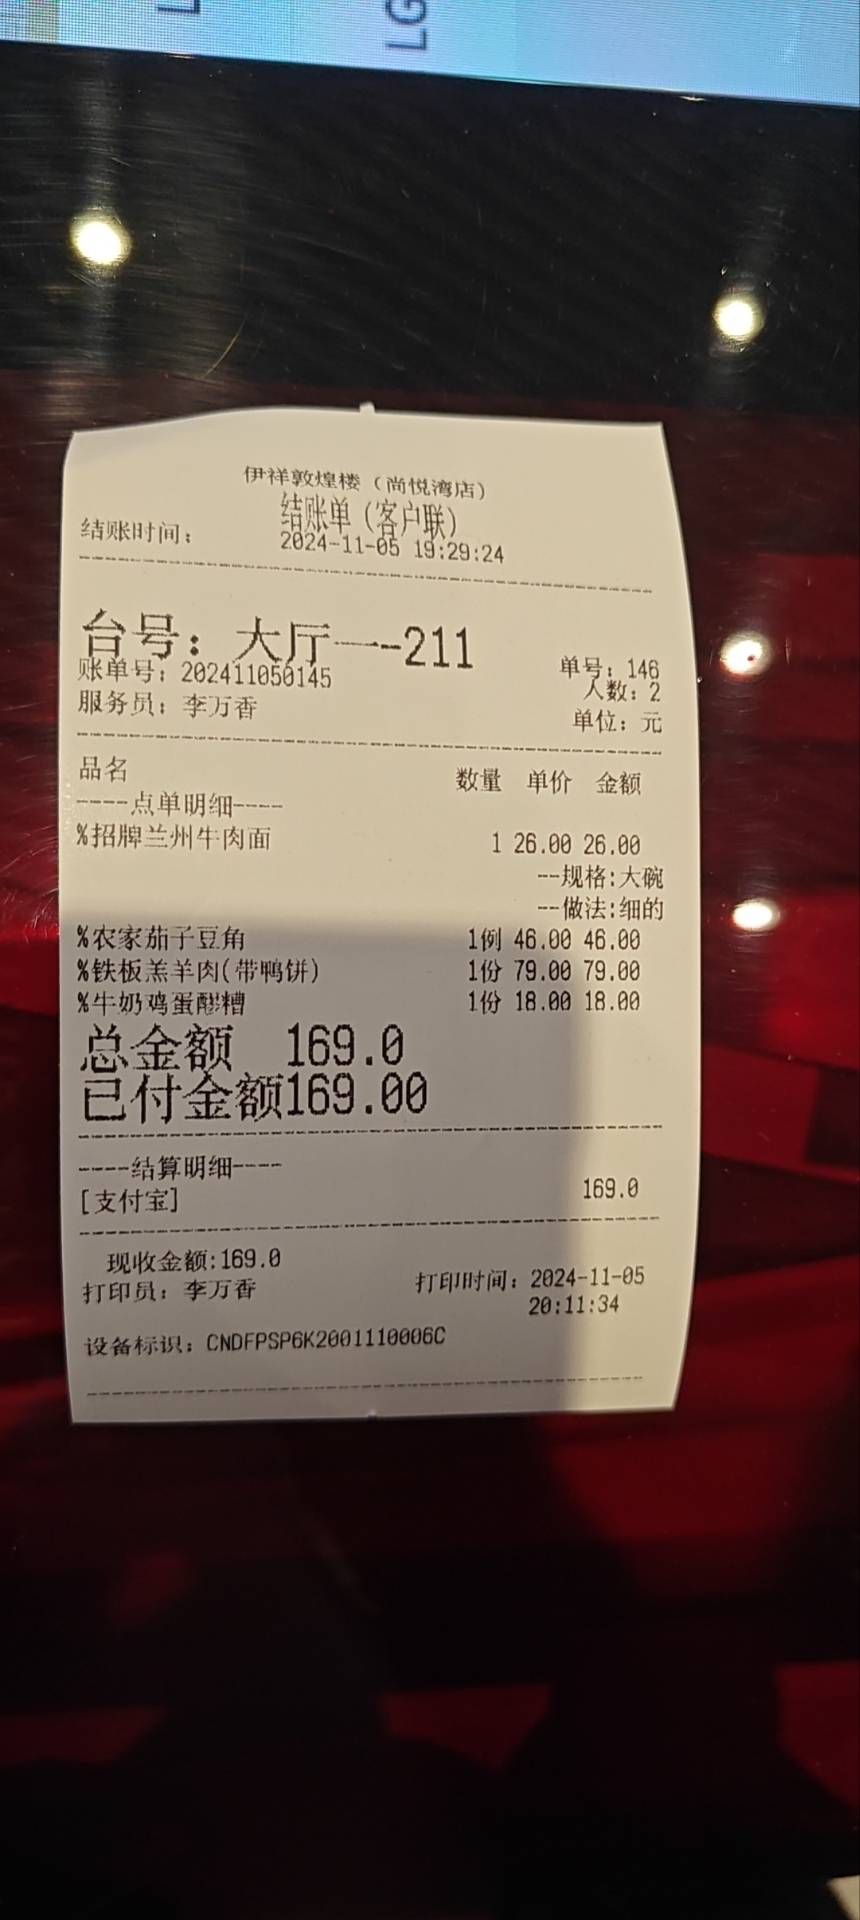 LG
伊祥敦煌楼（尚悦湾店）
结账单（客户联）
结账时间： 2024-11-05 19:29:24
台号：大厅一-211
账单号：202411050145 单号：146
人数：2
服务员：李万香 单位：元
品名 数量 单价 金额
----点单明细----
%招牌兰州牛肉面 1 26.00 26.00
--规格:大碗
--做法:细的
%农家茄子豆角 1例 46.00 46.00
%铁板羔羊肉(带鸭饼) 1份 79.00 79.00
%牛奶鸡蛋醪糟 1份 18.00 18.00
总金额 169.0
已付金额169.00
----结算明细----
[支付宝] 169.0
现收金额:169.0
打印员：李万香 打印时间：2024-11-05
20:11:34
设备标识：CNDFPSP6K2001110006C